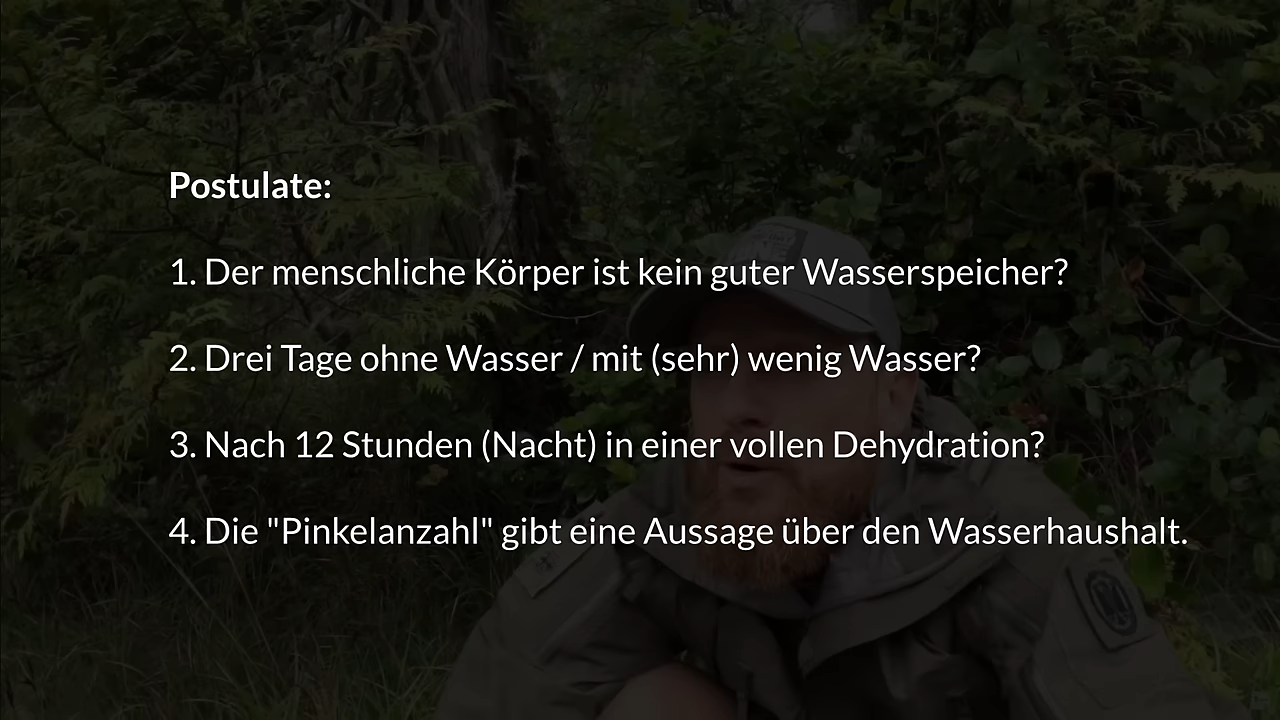 Postulate:
1. Der menschliche Körper ist kein guter Wasserspeicher?
2. Drei Tage ohne Wasser / mit (sehr) wenig Wasser?
3. Nach 12 Stunden (Nacht) in einer vollen Dehydration?
4. Die "Pinkelanzahl" gibt eine Aussage über den Wasserhaushalt.